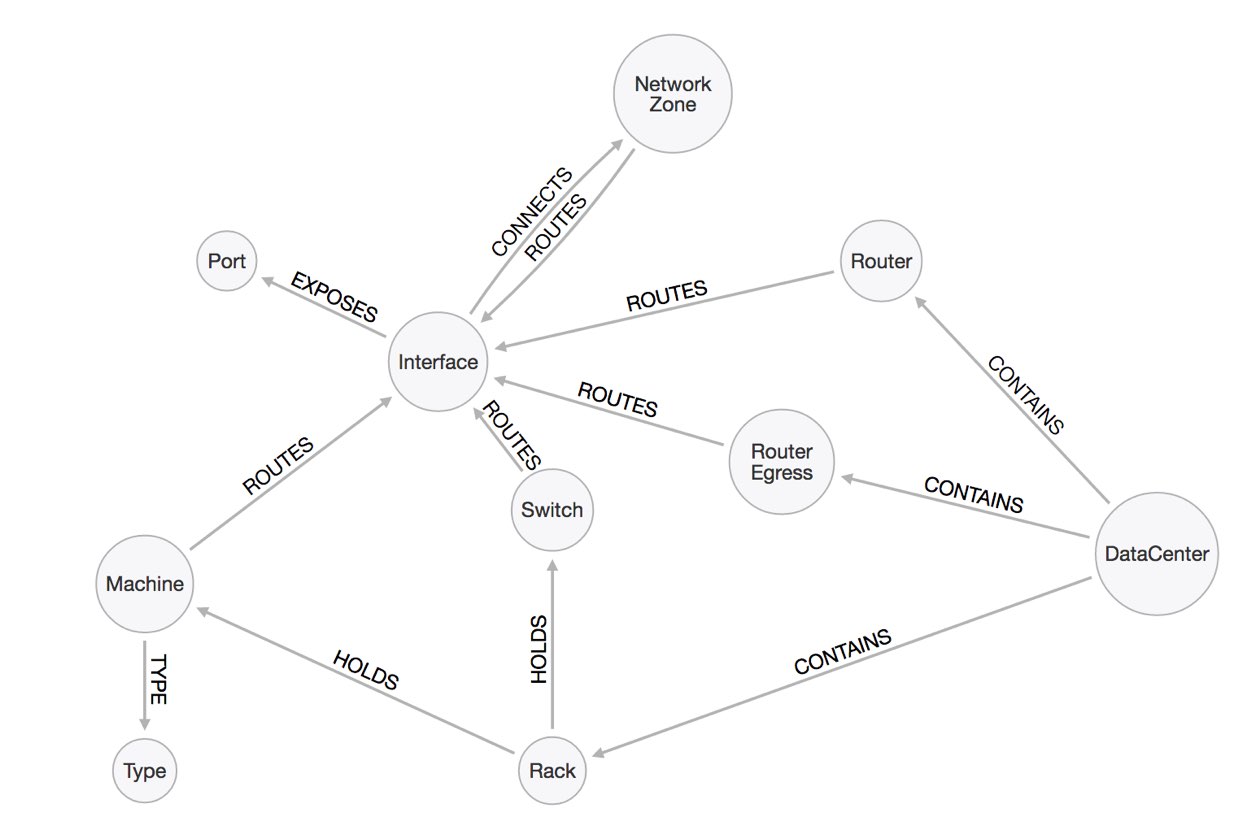 Network
Zone
CONNECTS
ROUTES
Port
EXPOSES
Router
ROUTES
Interface
CONTAINS
ROUTES
ROUTES
Router
Egress
ROUTES
CONTAINS
Switch
DataCenter
Machine
HOLDS
CONTAINS
TYPE
HOLDS
Type
Rack